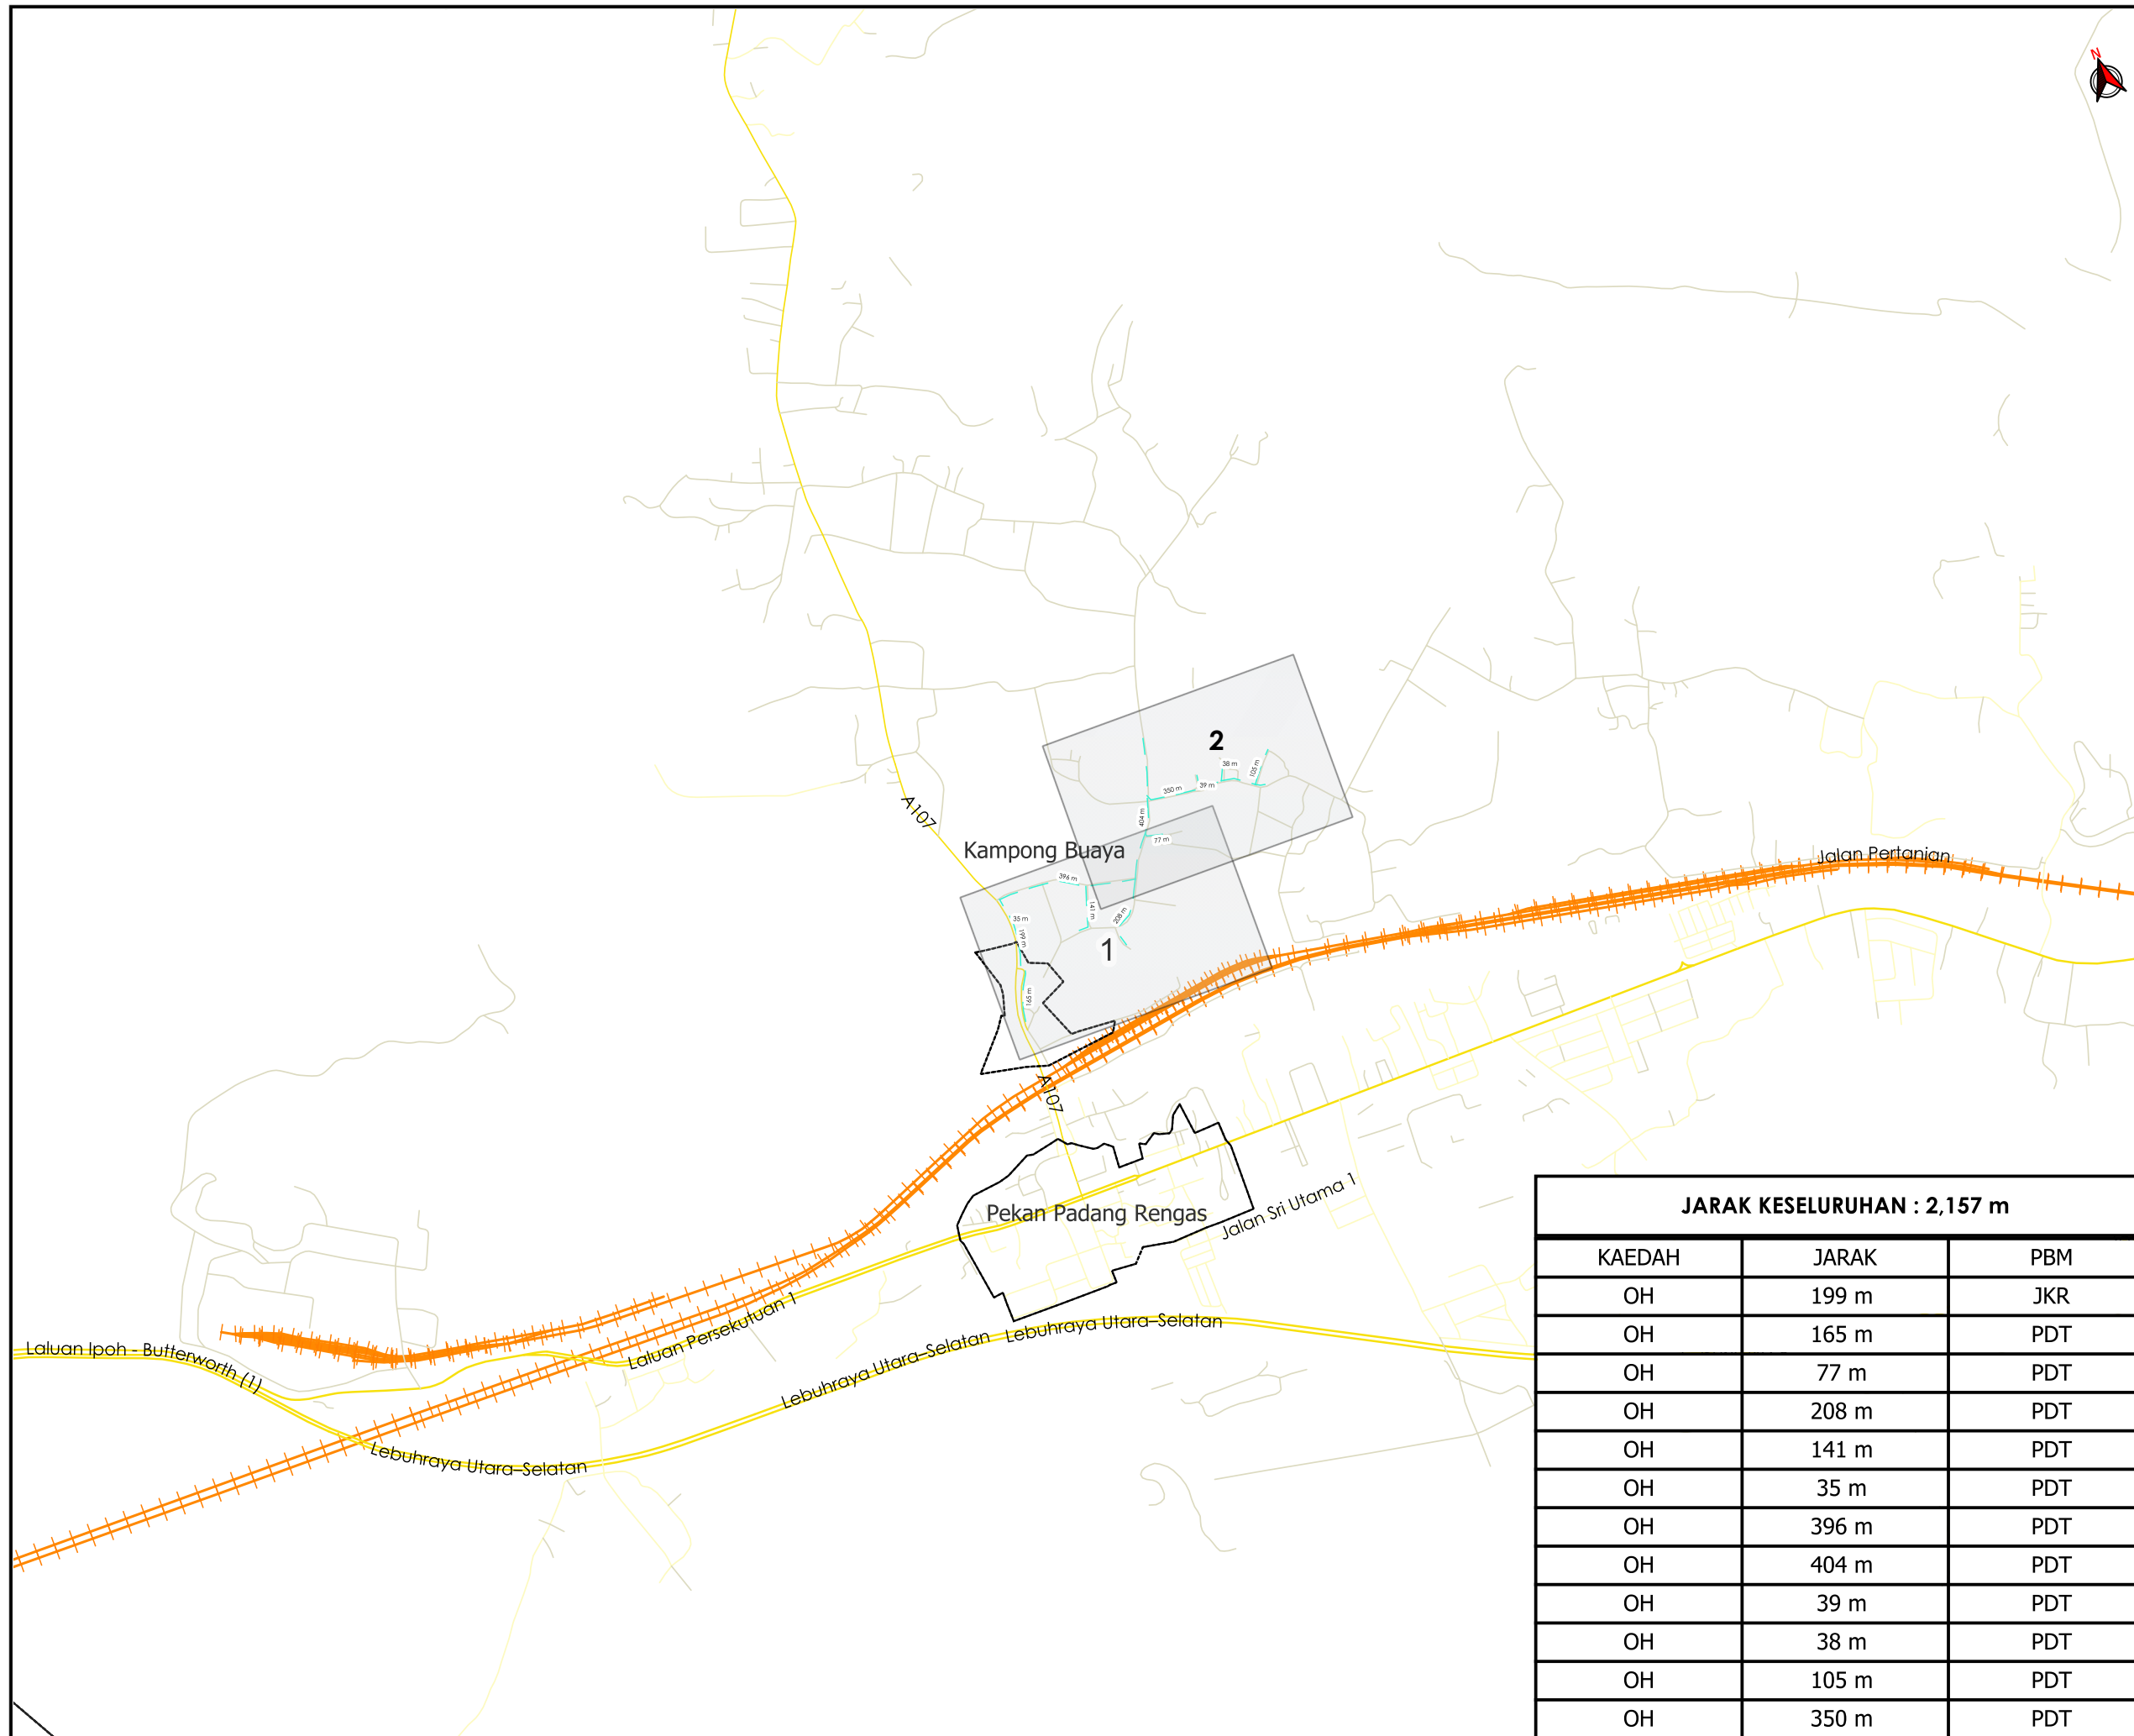 N
2
38 m
105 m
350 m
39 m
404 m
77 m
A107
Kampong Buaya
Jalan Pertanian
396 m
141 m
208 m
35 m
199 m
1
165 m
A107
Pekan Padang Rengas
Jalan Sri Utama 1
Laluan Persekutuan 1
Lebuhraya Utara–Selatan
Lebuhraya Utara–Selatan
Laluan Ipoh - Butterworth (1)
Lebuhraya Utara–Selatan
JARAK KESELURUHAN : 2,157 m
KAEDAH JARAK PBM
OH 199 m JKR
OH 165 m PDT
OH 77 m PDT
OH 208 m PDT
OH 141 m PDT
OH 35 m PDT
OH 396 m PDT
OH 404 m PDT
OH 39 m PDT
OH 38 m PDT
OH 105 m PDT
OH 350 m PDT